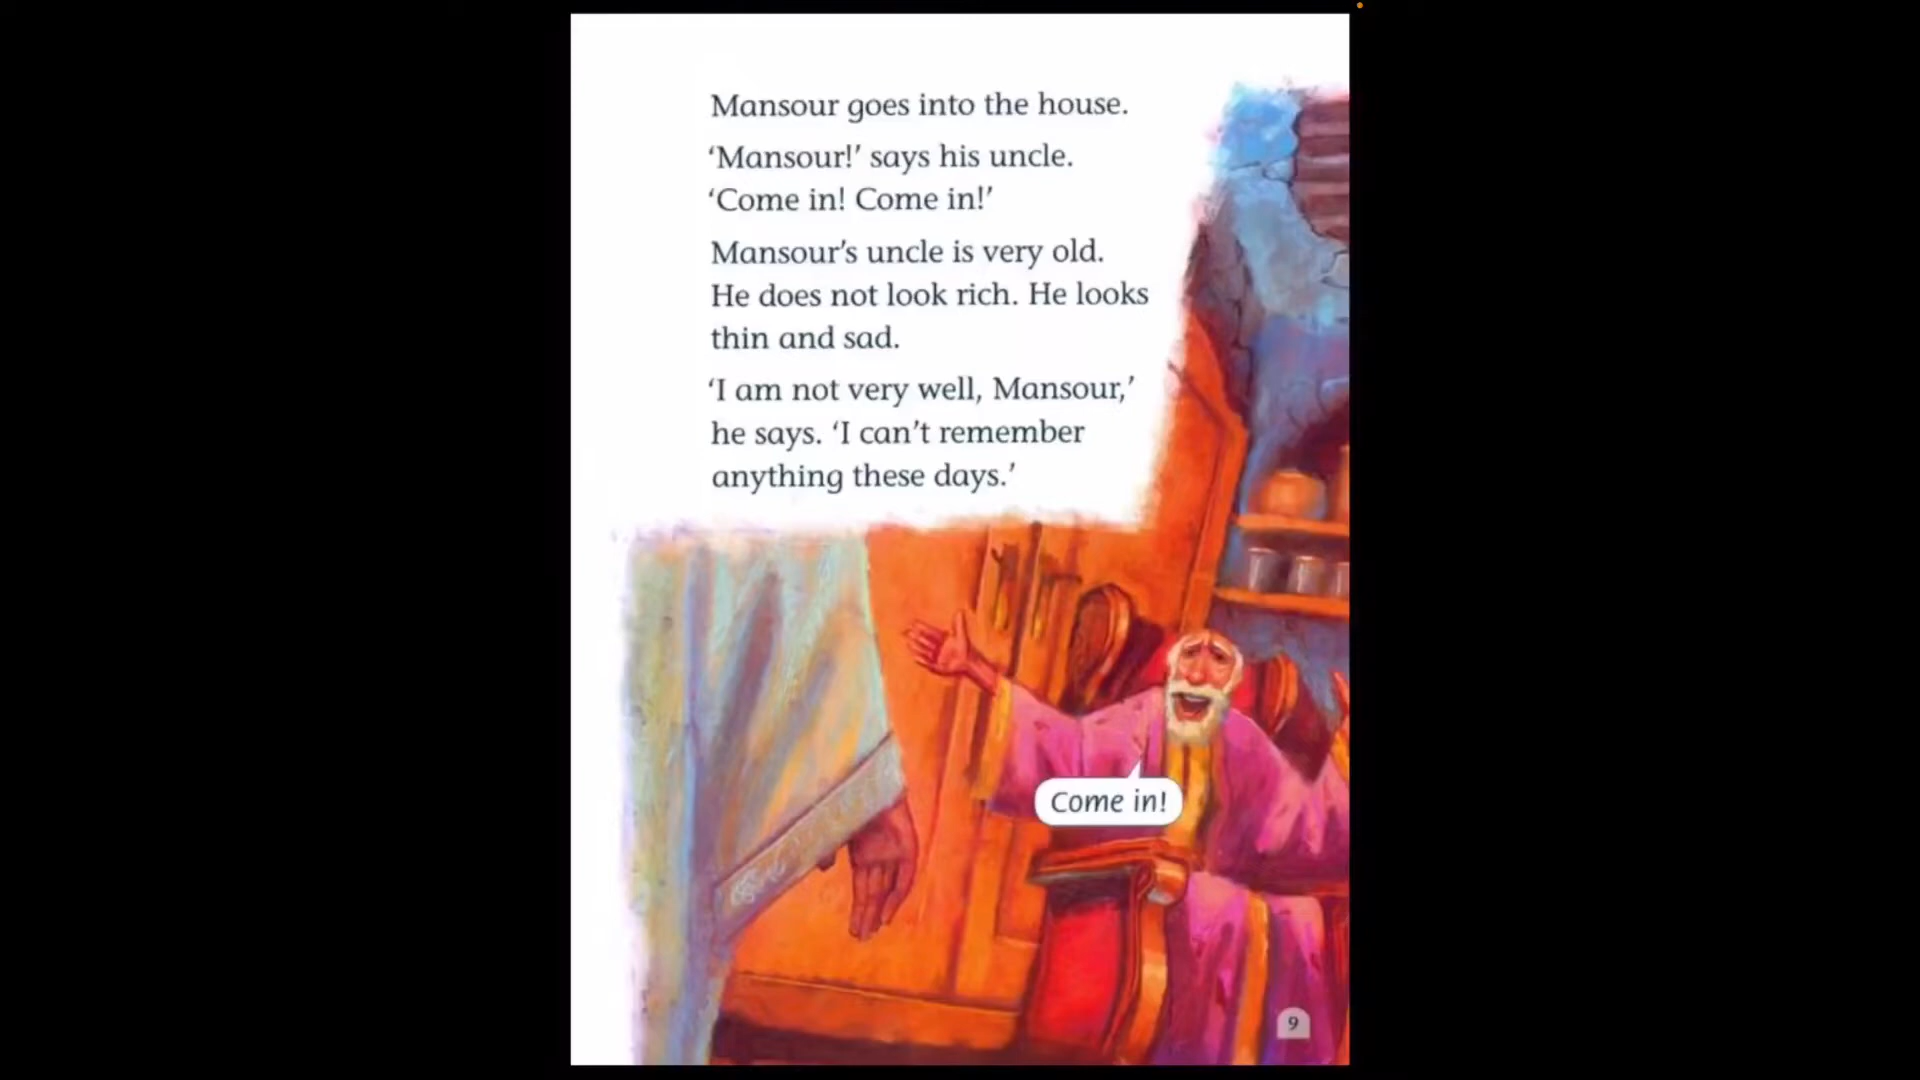 Mansour goes into the house.
‘Mansour!’ says his uncle.
‘Come in! Come in!’
Mansour’s uncle is very old.
He does not look rich. He looks
thin and sad.
‘I am not very well, Mansour,’
he says. ‘I can’t remember
anything these days.’
Come in!
9